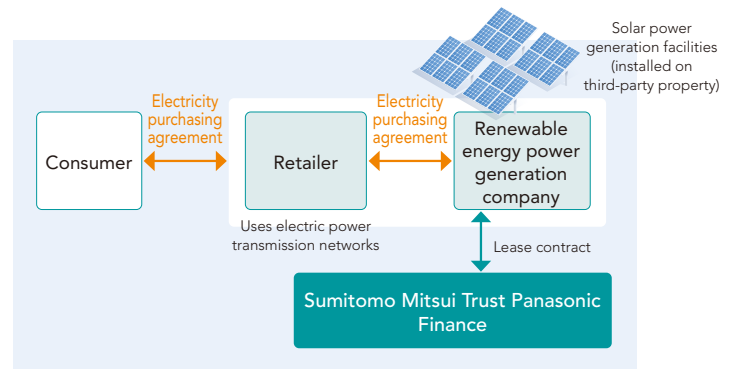 Solar power
generation facilities
(installed on
third-party property)
Electricity
purchasing
agreement
Electricity
purchasing
agreement
Consumer
Retailer
Renewable
energy power
generation
company
Uses electric power
transmission networks
Lease contract
Sumitomo Mitsui Trust Panasonic
Finance